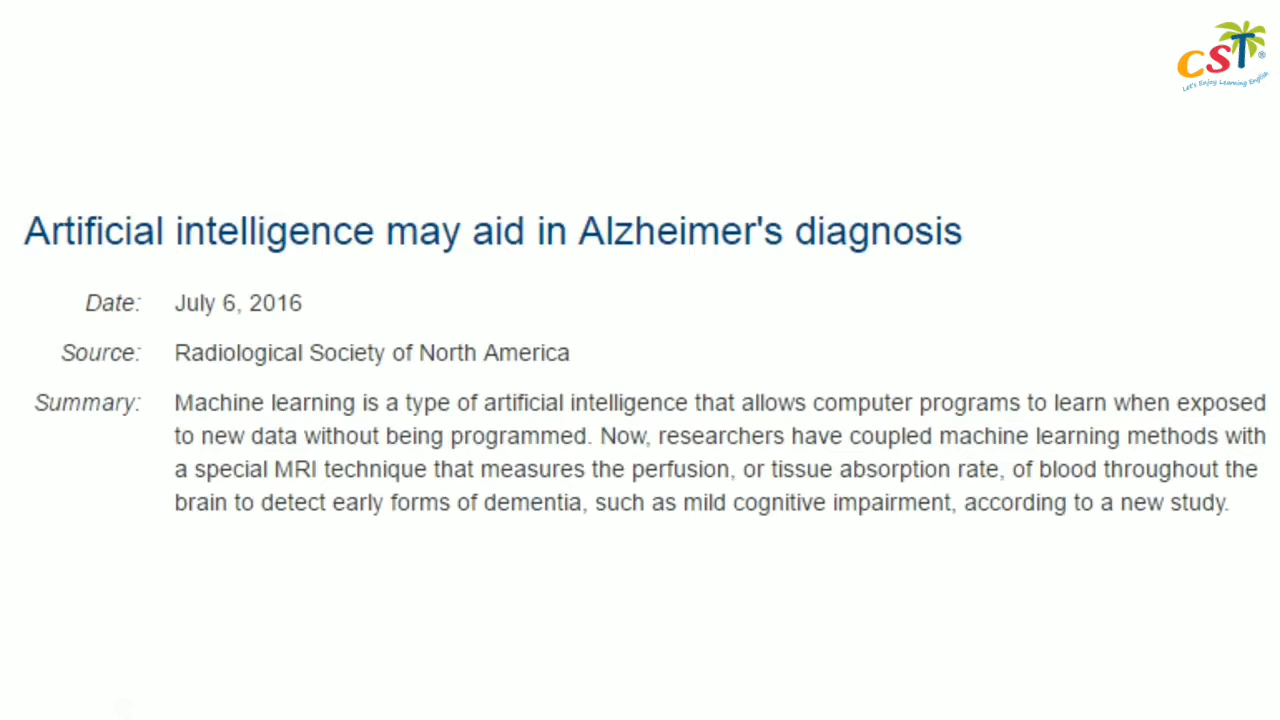 CST®
Let's Enjoy Learning English
Artificial intelligence may aid in Alzheimer's diagnosis
Date: July 6, 2016
Source: Radiological Society of North America
Summary: Machine learning is a type of artificial intelligence that allows computer programs to learn when exposed
to new data without being programmed. Now, researchers have coupled machine learning methods with
a special MRI technique that measures the perfusion, or tissue absorption rate, of blood throughout the
brain to detect early forms of dementia, such as mild cognitive impairment, according to a new study.